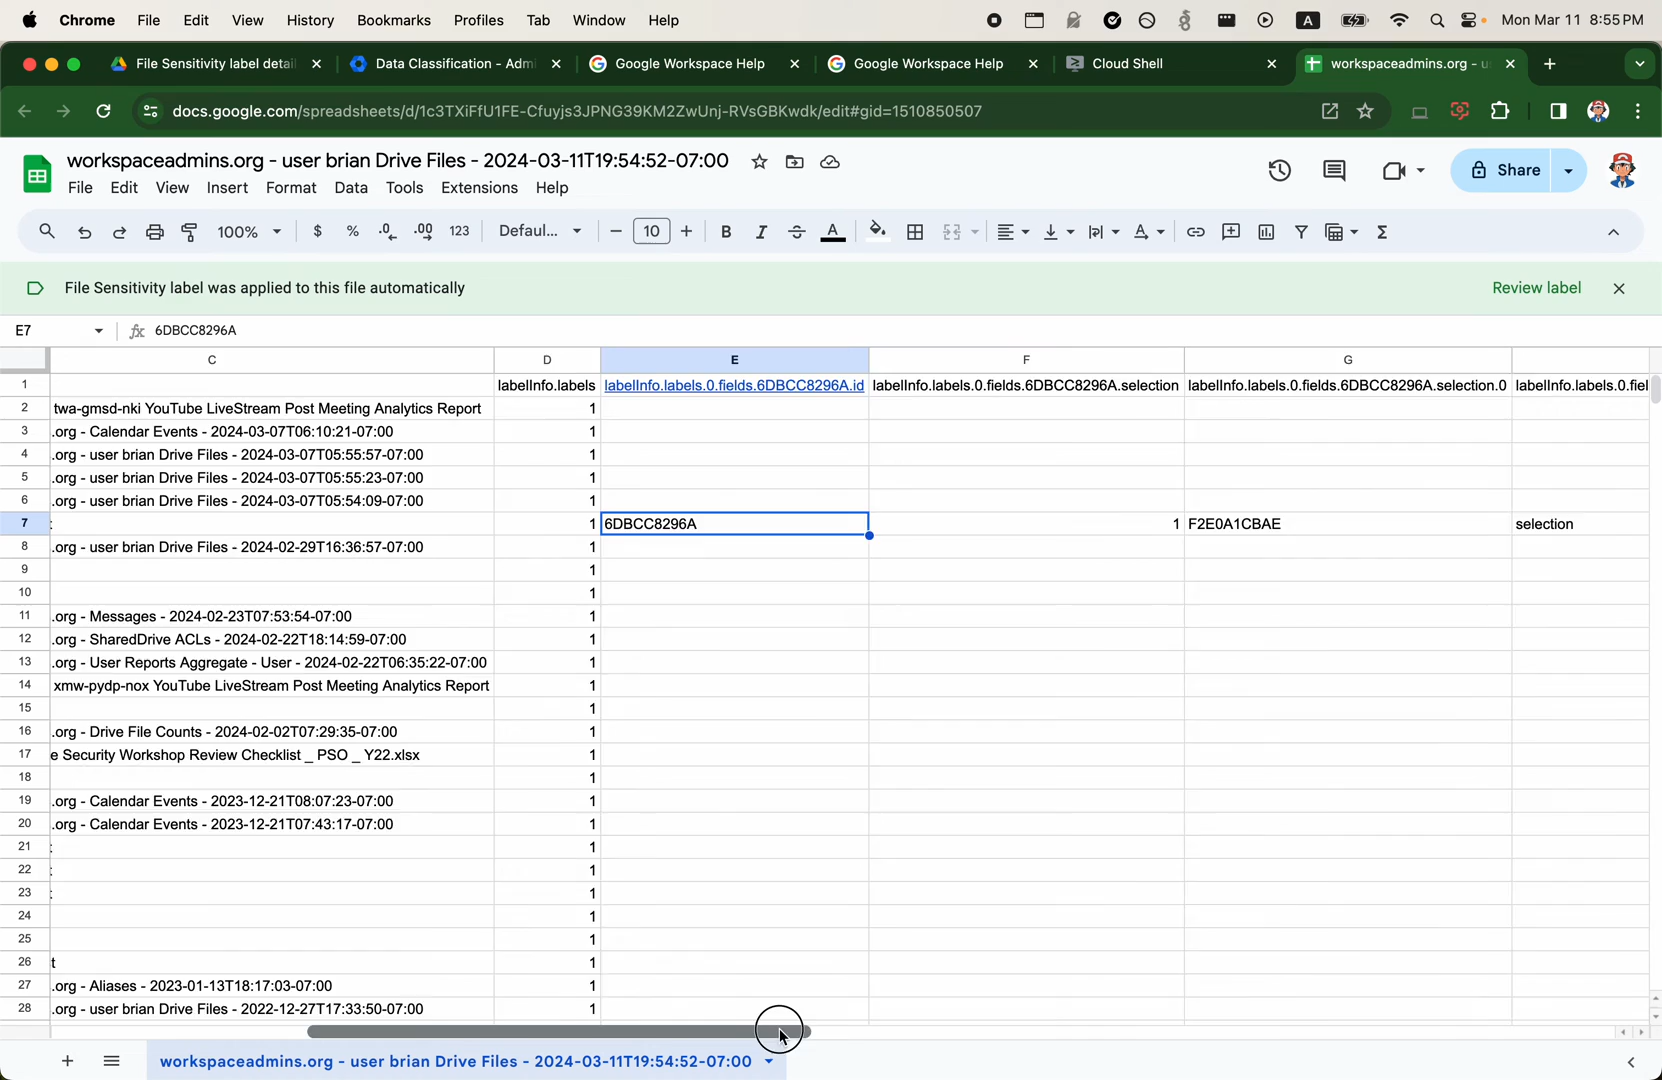 Chrome File Edit View History Bookmarks Profiles Tab Window Help A Mon Mar 11 8:55 PM
File Sensitivity label detai Data Classification - Admi Google Workspace Help Google Workspace Help Cloud Shell workspaceadmins.org - u
docs.google.com/spreadsheets/d/1c3TXiFfU1FE-Cfuyjs3JPNG39KM2ZwUnj-RVsGBKwdk/edit#gid=1510850507
workspaceadmins.org - user brian Drive Files - 2024-03-11T19:54:52-07:00
Share
File Edit View Insert Format Data Tools Extensions Help
100% $ % .0 .00 123 Defaul... 10 B I A
File Sensitivity label was applied to this file automatically Review label
E7 fx 6DBCC8296A
C D E F G
1 labelInfo.labels labelInfo.labels.0.fields.6DBCC8296A.id labelInfo.labels.0.fields.6DBCC8296A.selection labelInfo.labels.0.fields.6DBCC8296A.selection.0 labelInfo.labels.0.fiel
2 twa-gmsd-nki YouTube LiveStream Post Meeting Analytics Report 1
3 .org - Calendar Events - 2024-03-07T06:10:21-07:00 1
4 .org - user brian Drive Files - 2024-03-07T05:55:57-07:00 1
5 .org - user brian Drive Files - 2024-03-07T05:55:23-07:00 1
6 .org - user brian Drive Files - 2024-03-07T05:54:09-07:00 1
7 1 6DBCC8296A 1 F2E0A1CBAE selection
8 .org - user brian Drive Files - 2024-02-29T16:36:57-07:00 1
9 1
10 1
11 .org - Messages - 2024-02-23T07:53:54-07:00 1
12 .org - SharedDrive ACLs - 2024-02-22T18:14:59-07:00 1
13 .org - User Reports Aggregate - User - 2024-02-22T06:35:22-07:00 1
14 xmw-pydp-nox YouTube LiveStream Post Meeting Analytics Report 1
15 1
16 .org - Drive File Counts - 2024-02-02T07:29:35-07:00 1
17 e Security Workshop Review Checklist _ PSO _ Y22.xlsx 1
18 1
19 .org - Calendar Events - 2023-12-21T08:07:23-07:00 1
20 .org - Calendar Events - 2023-12-21T07:43:17-07:00 1
21 1
22 1
23 1
24 1
25 1
26 t 1
27 .org - Aliases - 2023-01-13T18:17:03-07:00 1
28 .org - user brian Drive Files - 2022-12-27T17:33:50-07:00 1
workspaceadmins.org - user brian Drive Files - 2024-03-11T19:54:52-07:00